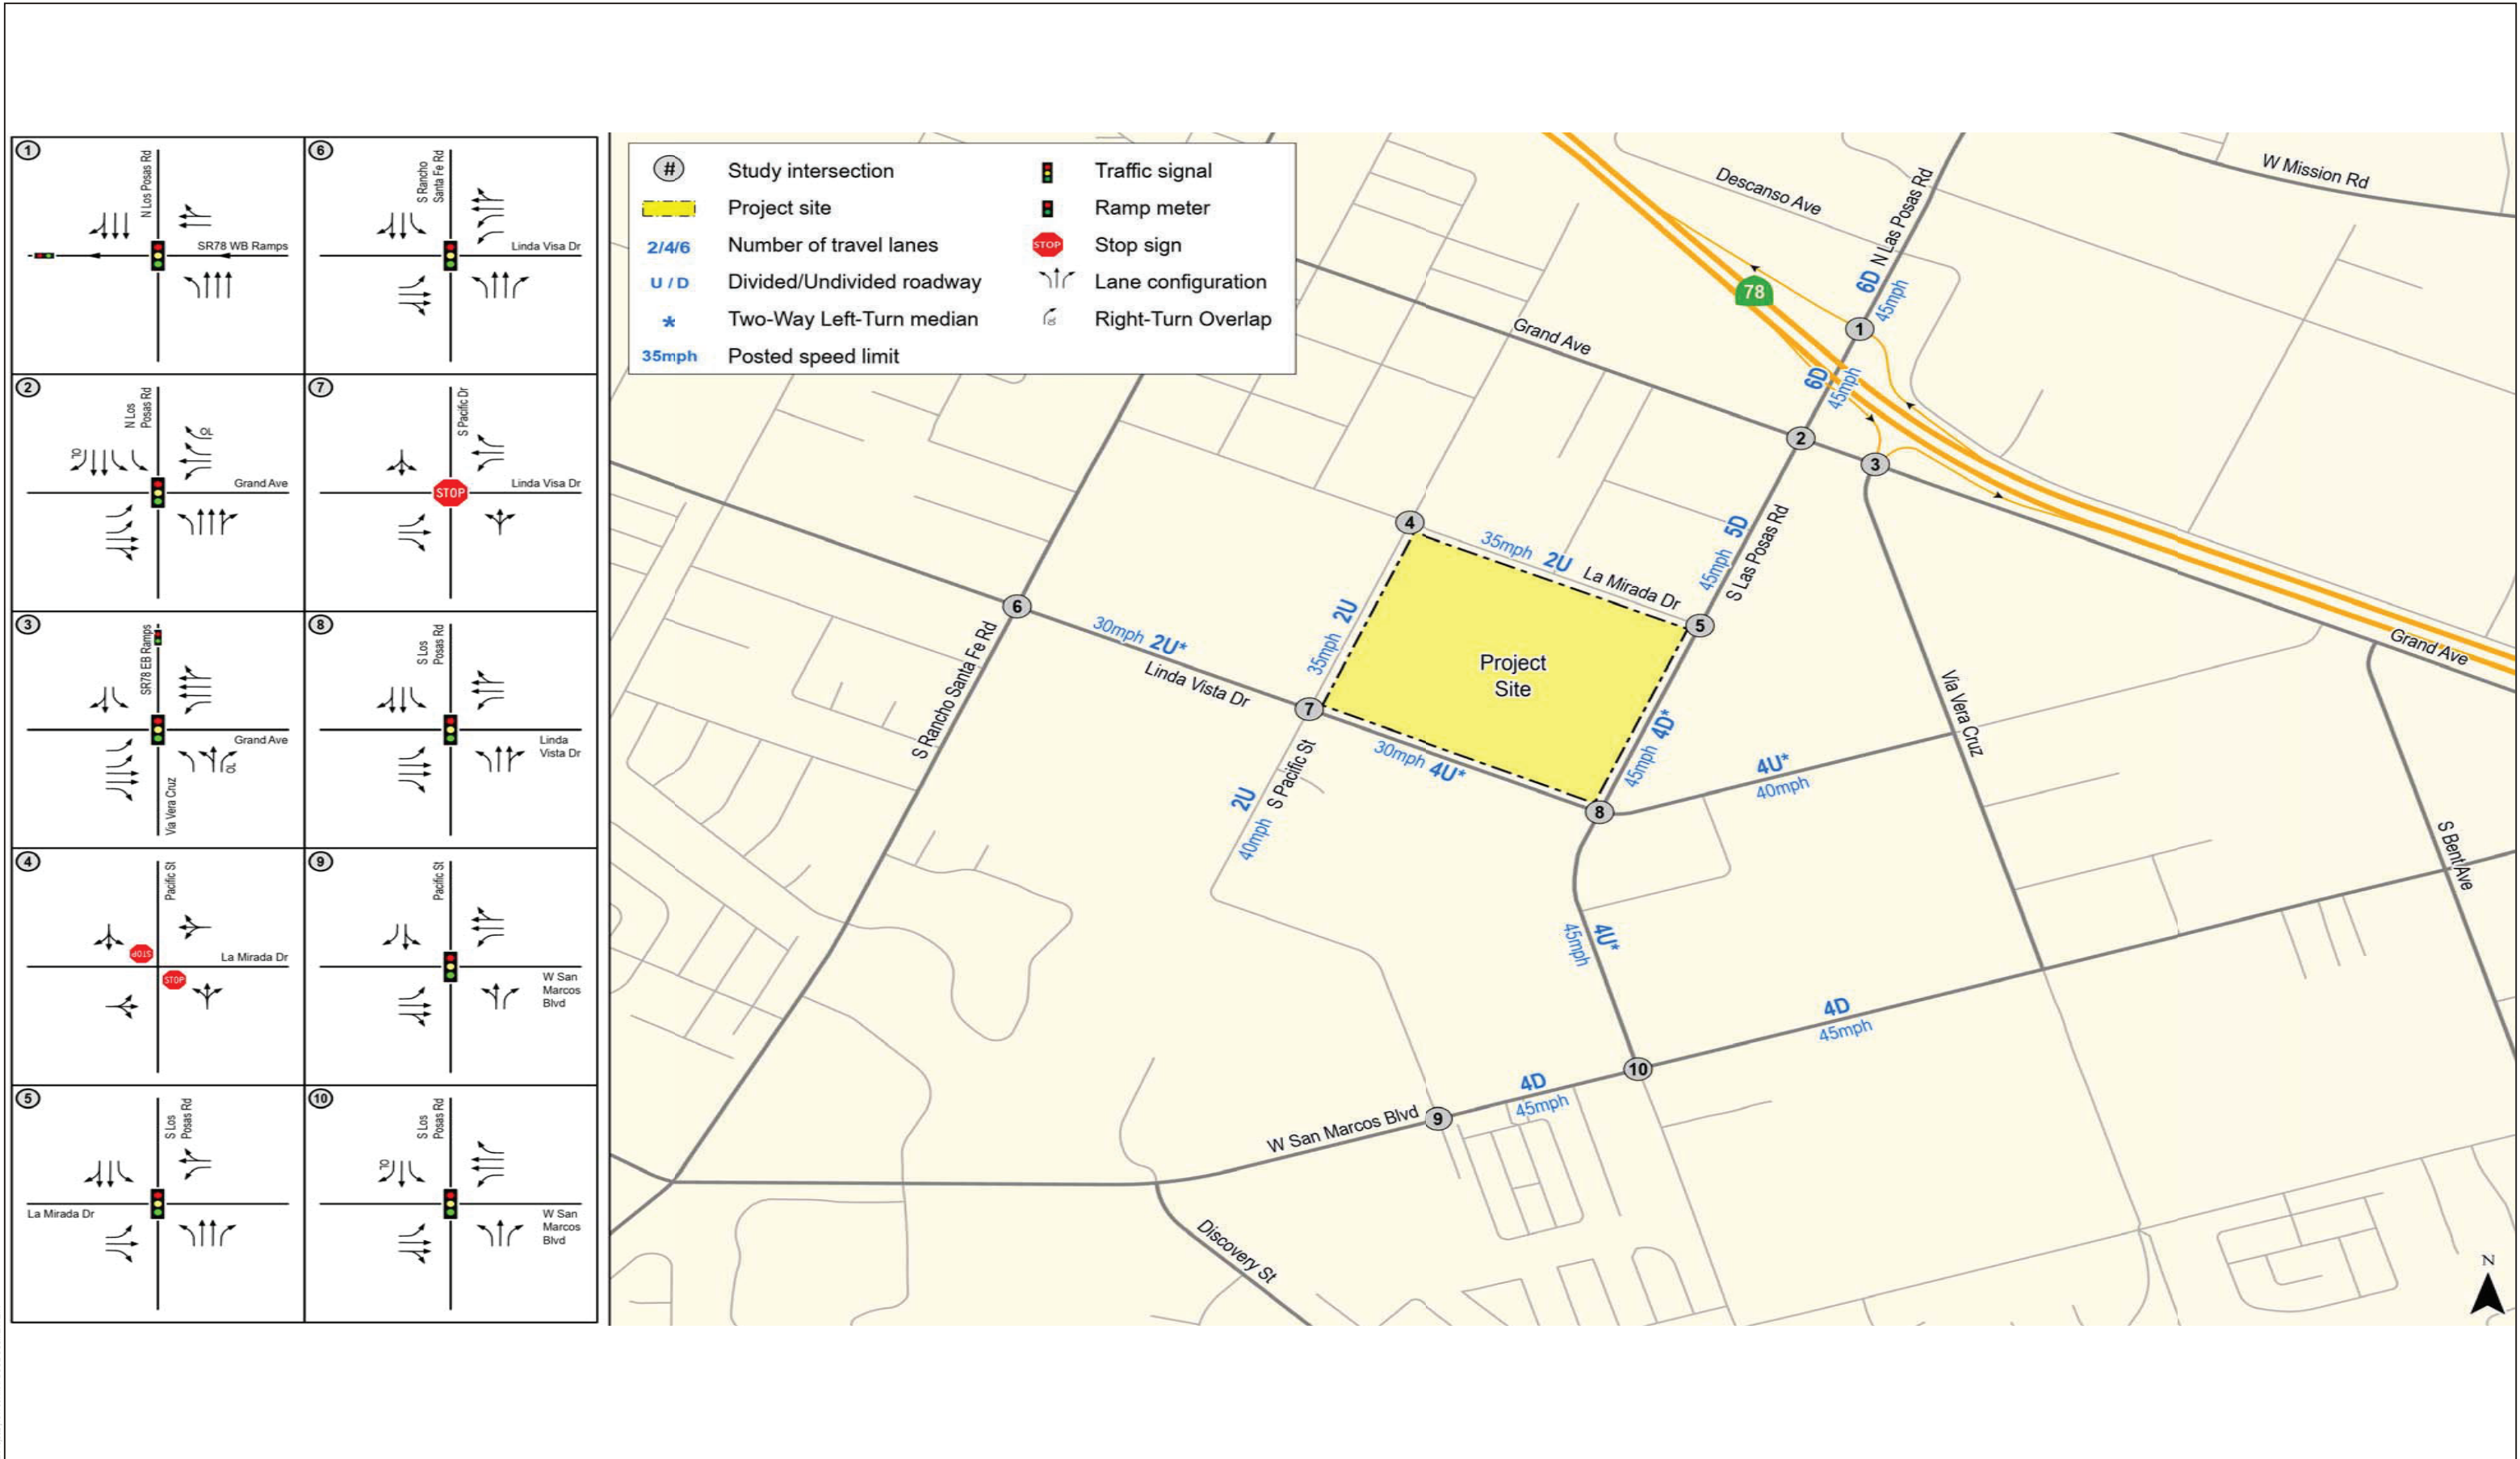 1
N Los Posas Rd
SR78 WB Ramps
6
S Rancho
Santa Fe Rd
Linda Visa Dr
2
N Los
Posas Rd
OL
OL
Grand Ave
7
S Pacific Dr
STOP
Linda Visa Dr
3
SR78 EB Ramps
Grand Ave
OL
Via Vera Cruz
8
S Los
Posas Rd
Linda
Vista Dr
4
Pacific St
STOP
La Mirada Dr
STOP
9
Pacific St
W San
Marcos
Blvd
5
S Los
Posas Rd
La Mirada Dr
10
S Los
Posas Rd
OL
W San
Marcos
Blvd
# Study intersection
Project site
2/4/6 Number of travel lanes
U / D Divided/Undivided roadway
* Two-Way Left-Turn median
35mph Posted speed limit
Traffic signal
Ramp meter
STOP Stop sign
Lane configuration
OL Right-Turn Overlap
W Mission Rd
Descanso Ave
N Las Posas Rd
6D
45mph
78
1
Grand Ave
6D
45mph
2
3
4
35mph 2U
La Mirada Dr
45mph 5D
S Las Posas Rd
5
6
30mph 2U*
Linda Vista Dr
S Rancho Santa Fe Rd
35mph 2U
Project
Site
7
30mph 4U*
45mph 4D*
Via Vera Cruz
Grand Ave
4U*
40mph
8
2U
40mph
S Pacific St
S Bent Ave
4U*
45mph
4D
45mph
10
4D
45mph
9
W San Marcos Blvd
Discovery St
N